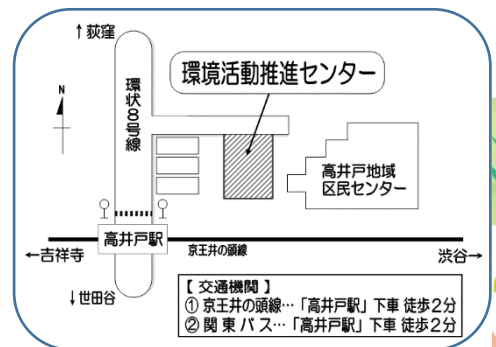 ↑荻窪
環境活動推進センター
N
環状8号線
高井戸地域
区民センター
高井戸駅
京王井の頭線
←吉祥寺
渋谷→
↓世田谷
【 交通機関 】
① 京王井の頭線…「高井戸駅」下車 徒歩2分
② 関 東 バ ス…「高井戸駅」下車 徒歩2分